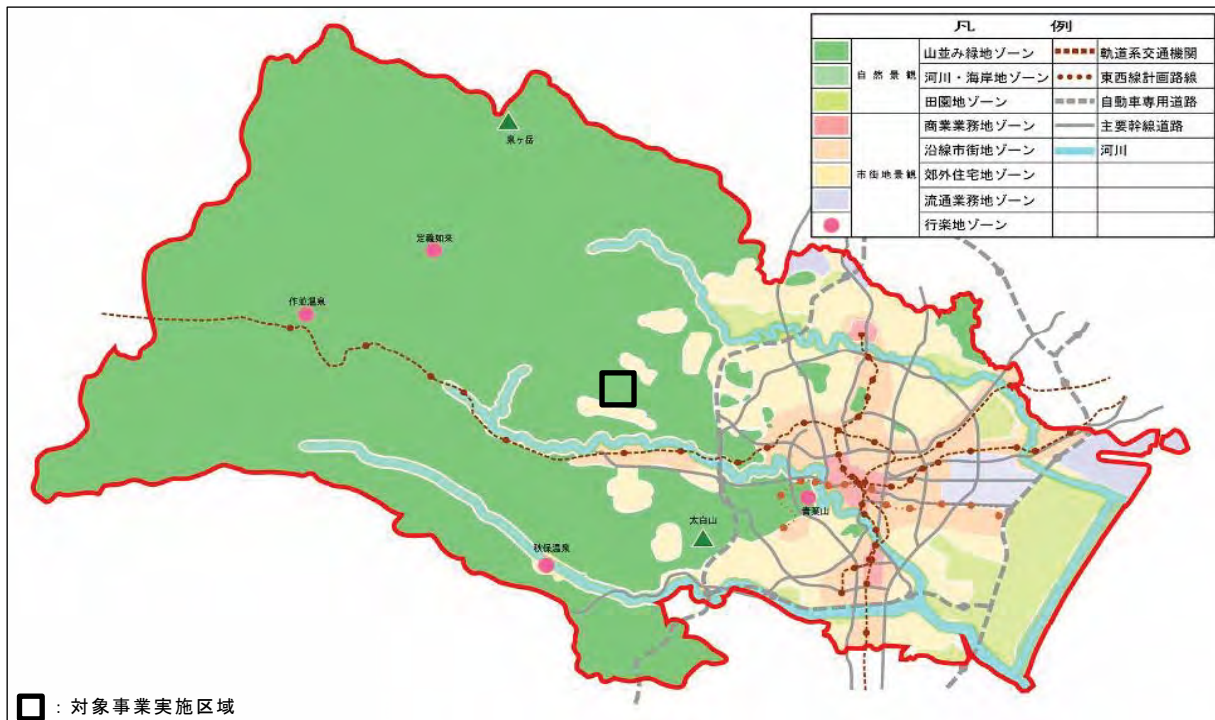 凡 例
自然景観
山並み緑地ゾーン 軌道系交通機関
河川・海岸地ゾーン 東西線計画路線
田園地ゾーン 自動車専用道路
市街地景観
商業業務地ゾーン 主要幹線道路
沿線市街地ゾーン 河川
郊外住宅地ゾーン
流通業務地ゾーン
行楽地ゾーン
泉ヶ岳
定義如来
作並温泉
青葉山
太白山
秋保温泉
：対象事業実施区域